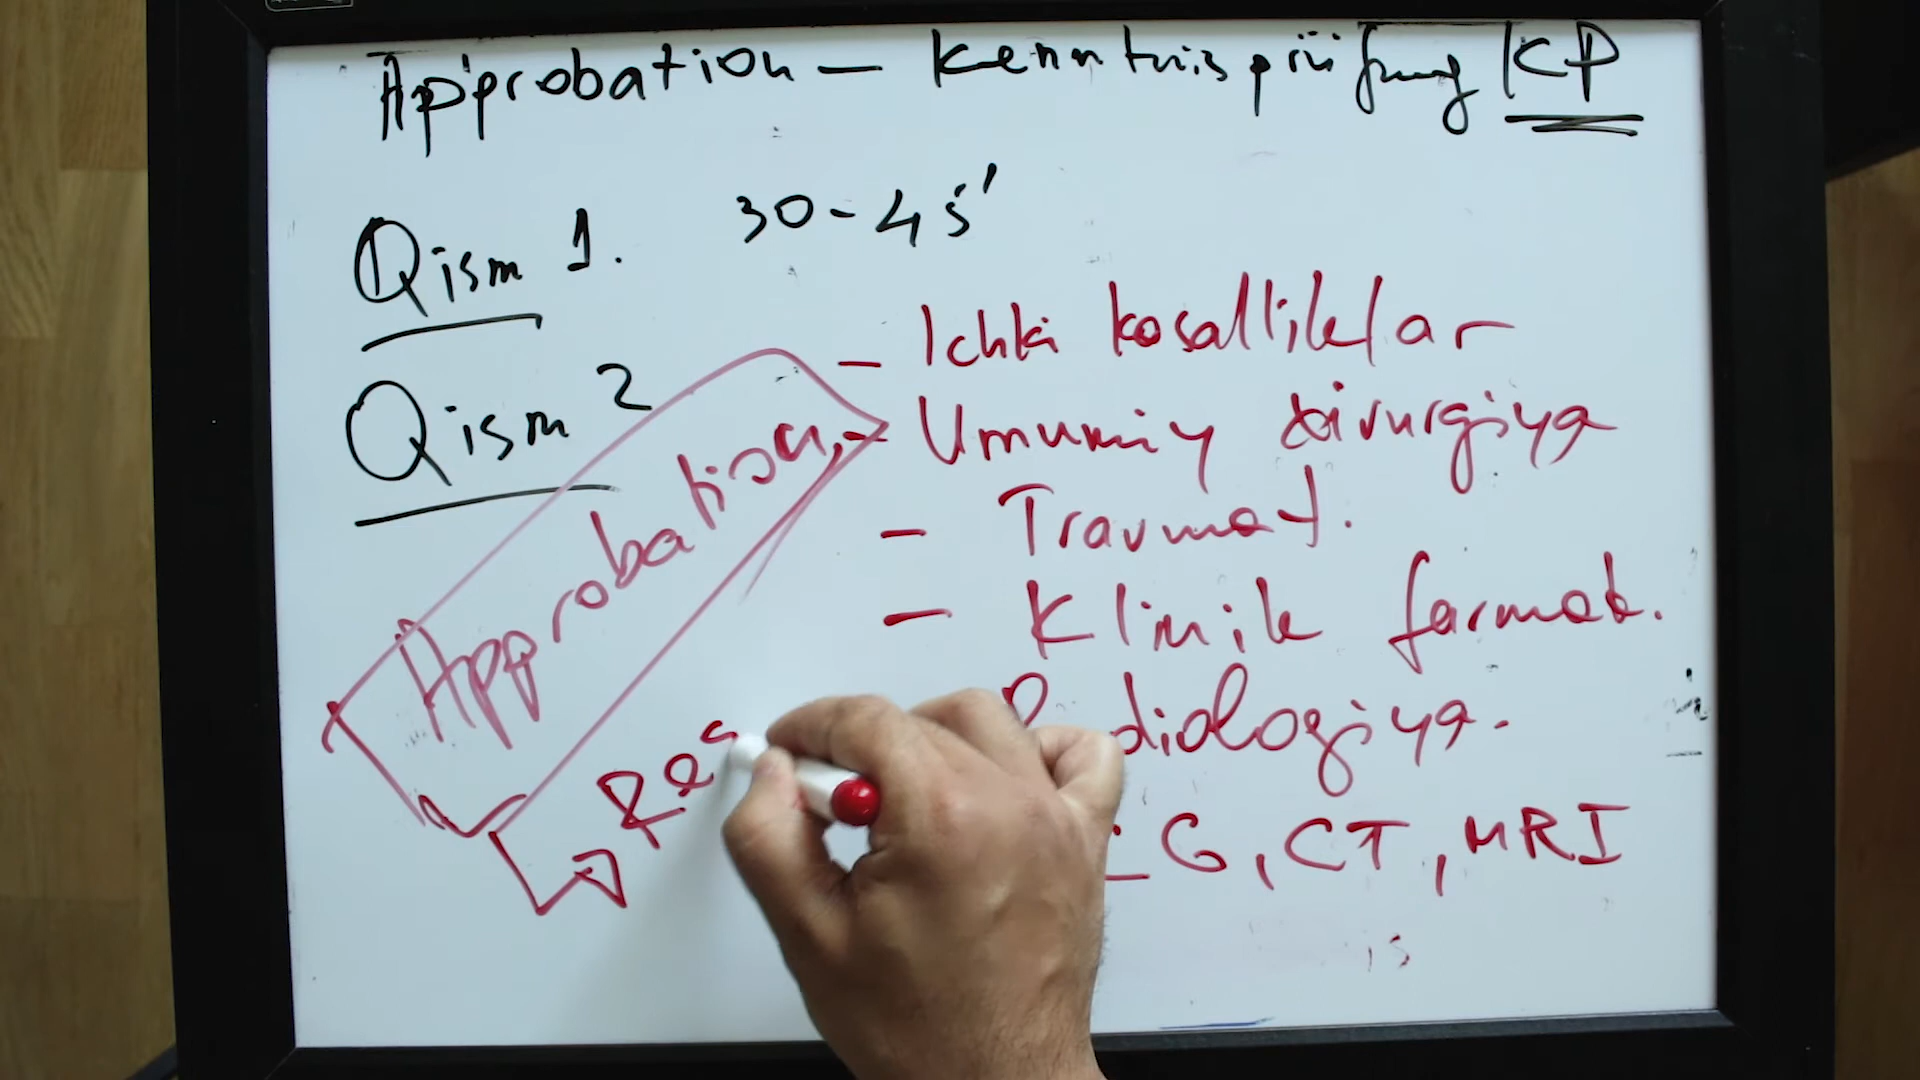 Approbation – Kenntnisprüfung KP
Qism 1. 30-45'
Qism 2
- Ichki kasalliklar
- Umumiy xirurgiya
- Travmat.
- Klinik farmak.
Radiologiya.
G, CT, MRI
Approbation
Res